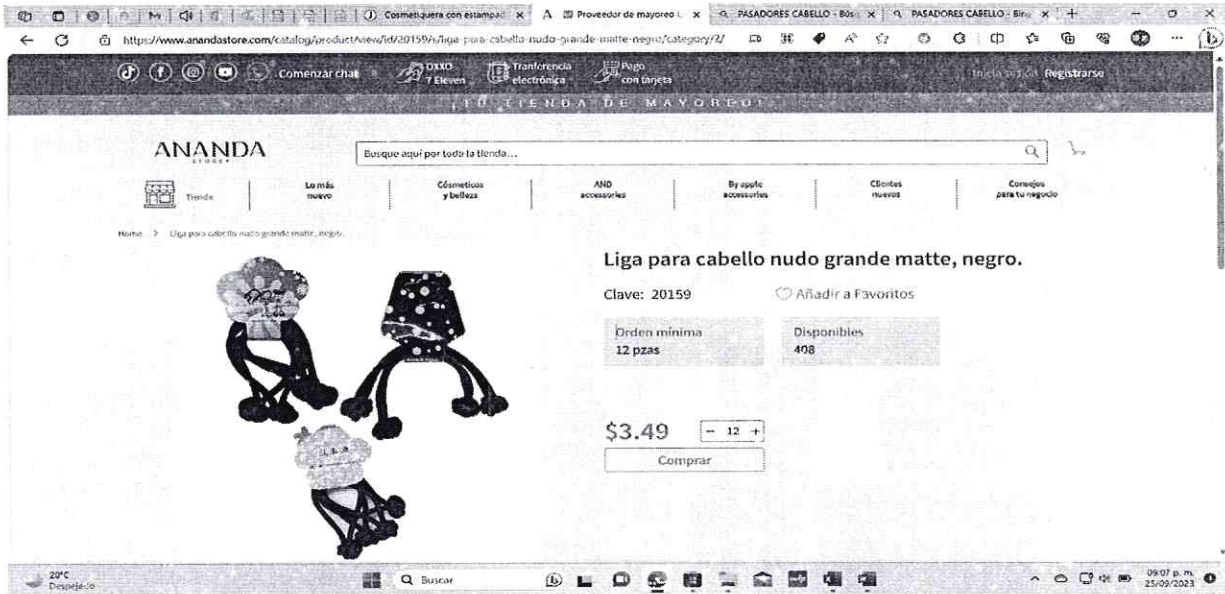 Cosmetiquera con estampac
Proveedor de mayoreo L
PASADORES CABELLO - Bús
PASADORES CABELLO - Bing
https://www.anandastore.com/catalog/product/view/id/20159/s/liga-para-cabello-nudo-grande-matte-negro/category/2/
Comenzar chat
OXXO
7 Eleven
Tranferencia
electrónica
Pago
con tarjeta
Inicia sesión Registrarse
¡TU TIENDA DE MAYOREO!
ANANDA
STORE
Busque aquí por toda la tienda...
Tienda
Lo más
nuevo
Cósmeticos
y belleza
AND
accessories
By apple
accessories
Clientes
nuevos
Consejos
para tu negocio
Home > Liga para cabello nudo grande matte, negro.
Liga para cabello nudo grande matte, negro.
Clave: 20159
Añadir a Favoritos
Orden mínima
12 pzas
Disponibles
408
$3.49
- 12 +
Comprar
20°C
Despejado
Buscar
09:07 p. m.
25/09/2023